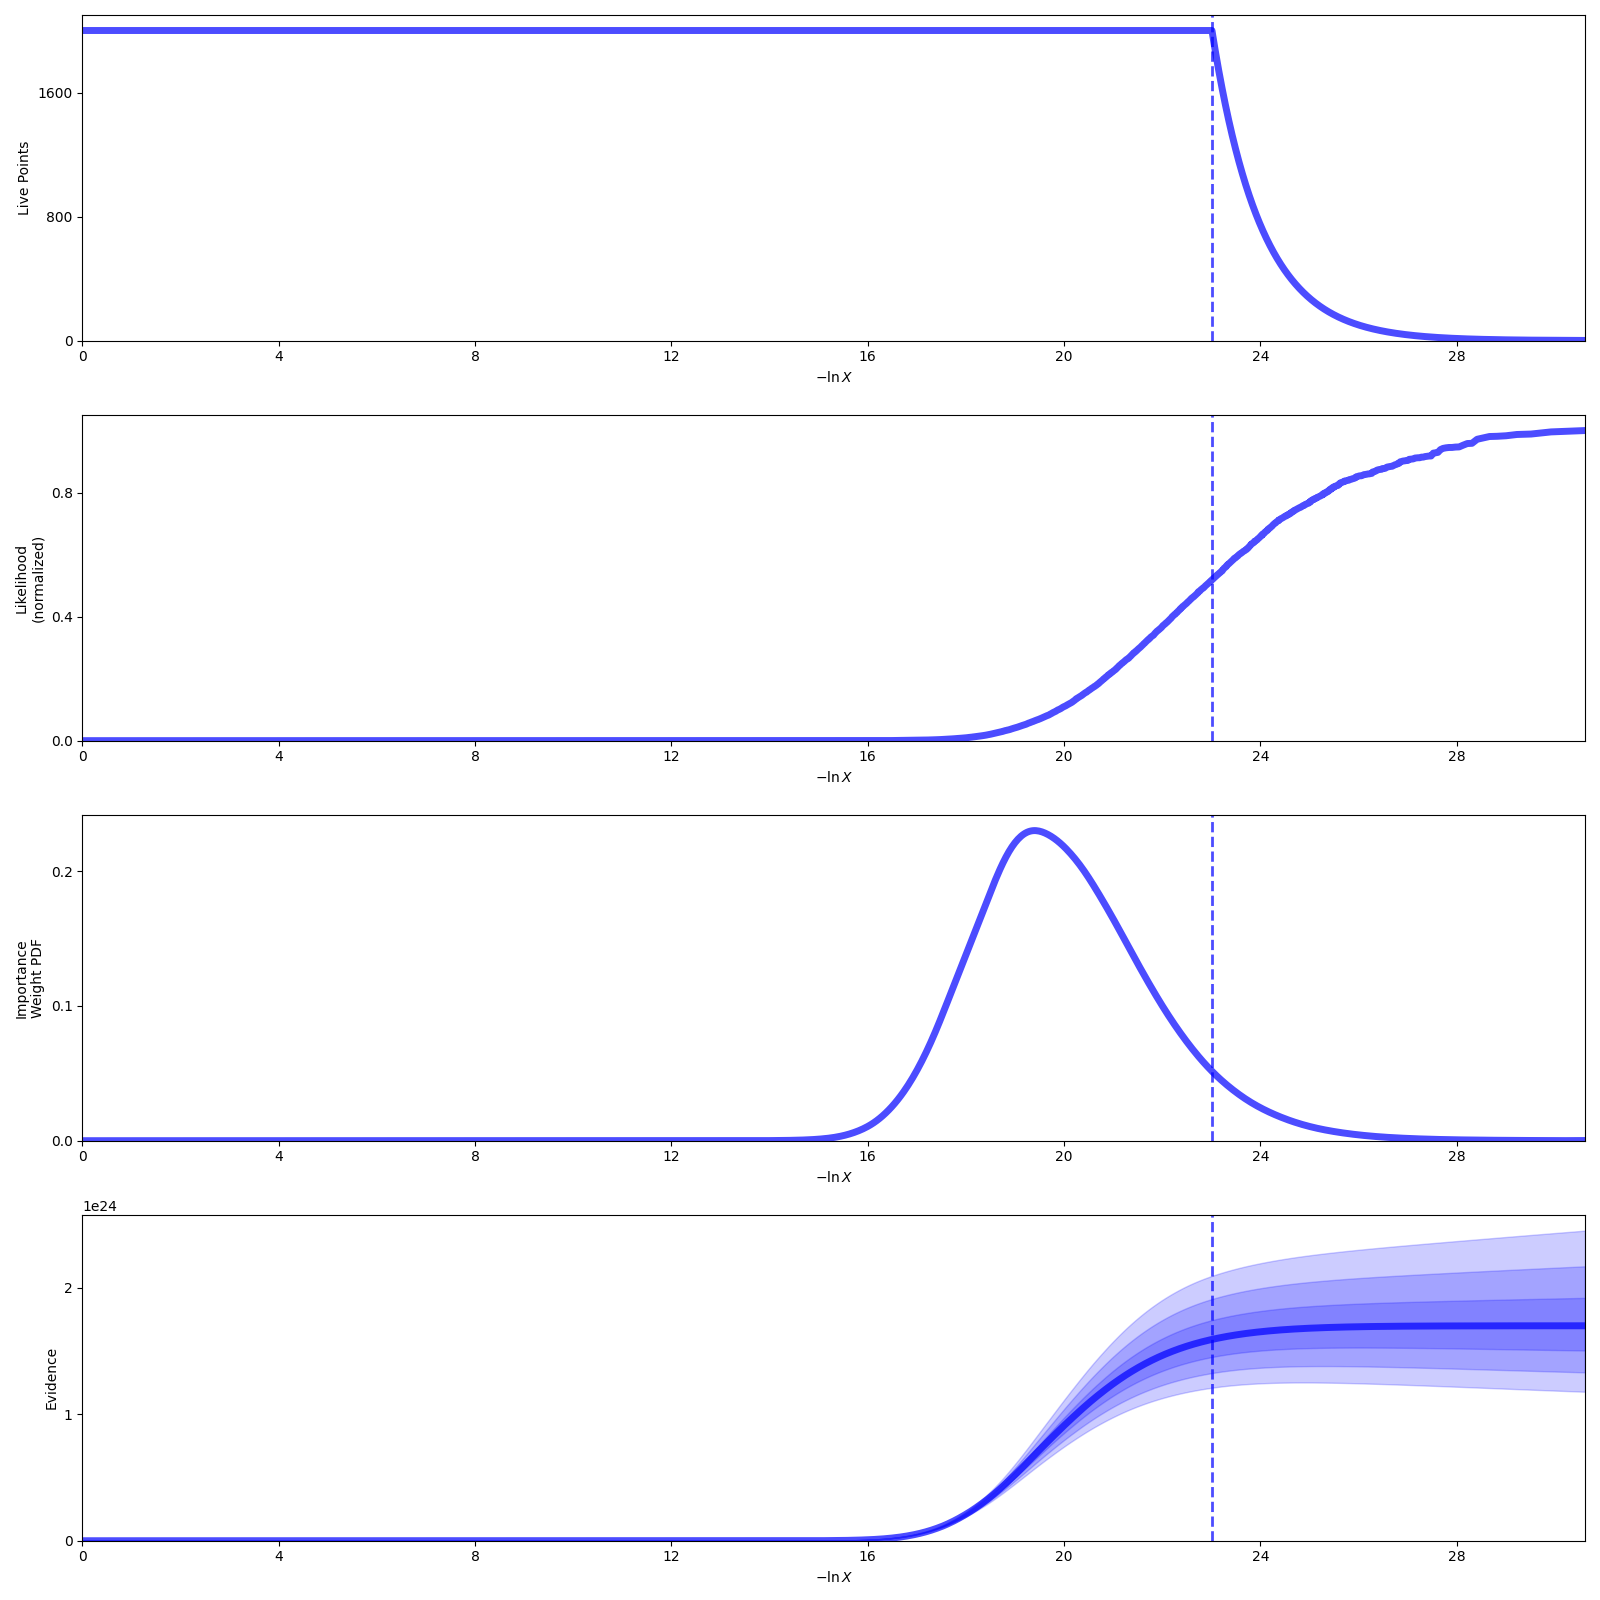 1600
800
0
Live Points
0 4 8 12 16 20 24 28
−ln X
0.8
0.4
0.0
Likelihood
(normalized)
0 4 8 12 16 20 24 28
−ln X
0.2
0.1
0.0
Importance
Weight PDF
0 4 8 12 16 20 24 28
−ln X
1e24
2
1
0
Evidence
0 4 8 12 16 20 24 28
−ln X